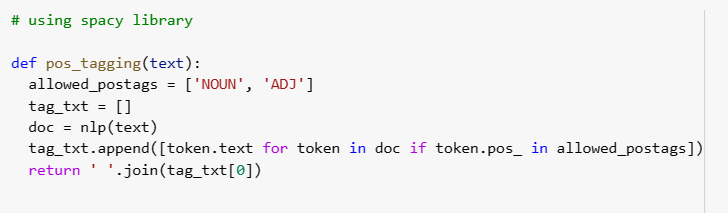 # using spacy library
def pos_tagging(text):
allowed_postags = ['NOUN', 'ADJ']
tag_txt = []
doc = nlp(text)
tag_txt.append([token.text for token in doc if token.pos_ in allowed_postags])
return ' '.join(tag_txt[0])